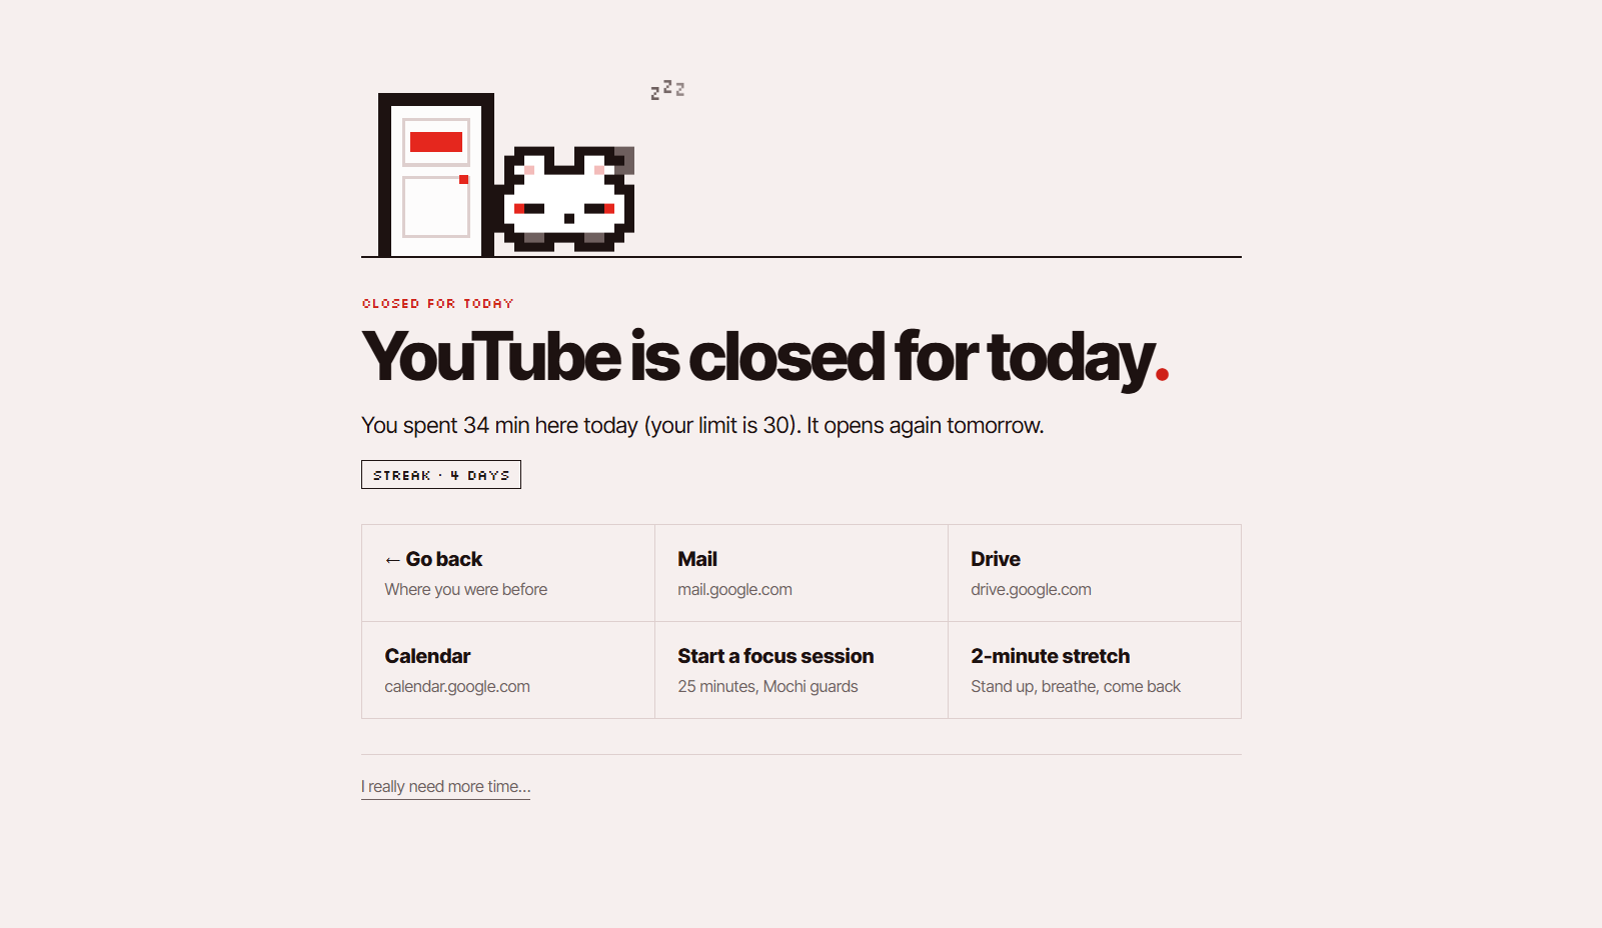 z z z
CLOSED FOR TODAY
YouTube is closed for today.
You spent 34 min here today (your limit is 30). It opens again tomorrow.
STREAK · 4 DAYS
← Go back
Where you were before
Mail
mail.google.com
Drive
drive.google.com
Calendar
calendar.google.com
Start a focus session
25 minutes, Mochi guards
2-minute stretch
Stand up, breathe, come back
I really need more time...